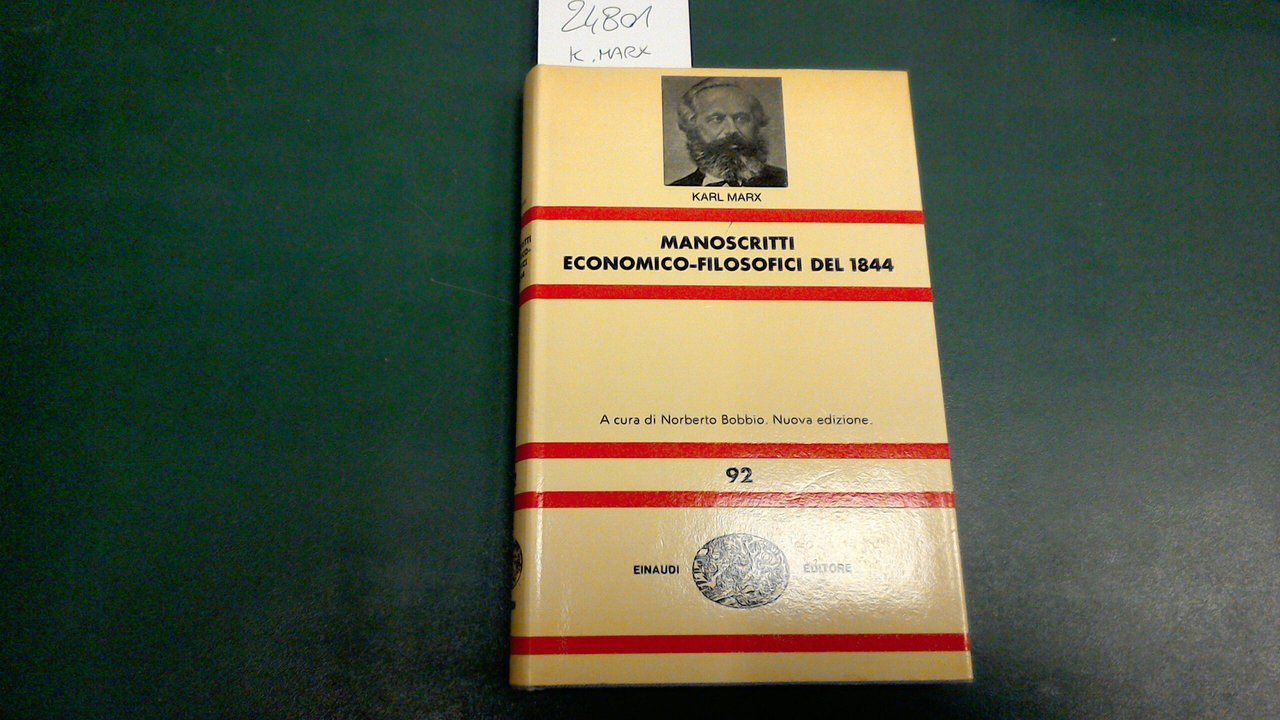 24801
K. MARX
KARL MARX
MANOSCRITTI
ECONOMICO-FILOSOFICI DEL 1844
A cura di Norberto Bobbio. Nuova edizione.
92
EINAUDI EDITORE